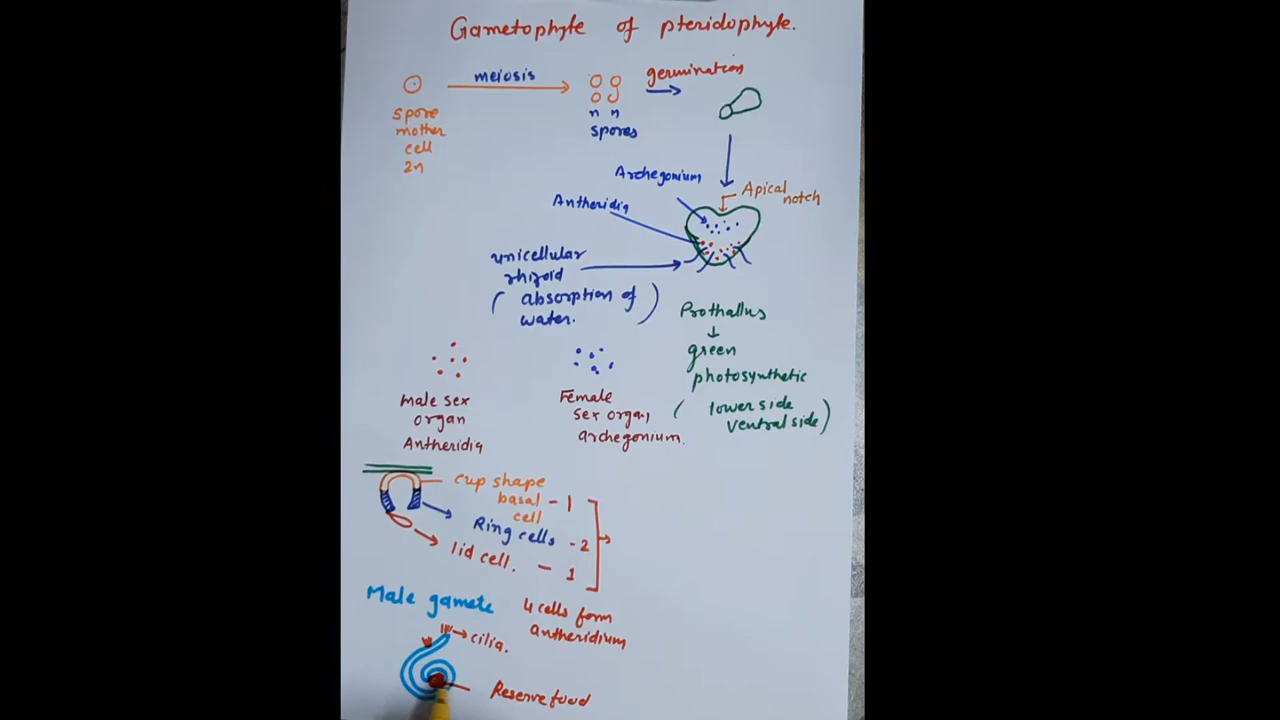 Gametophyte of pteridophyte.
meiosis
germination
spore
mother
cell
2n
n n
spores
Archegonium
Apical
notch
Antheridia
unicellular
rhizoid
( absorption of )
water.
Prothallus
green
photosynthetic
( lower side
ventral side )
Male sex
organ
Antheridia
Female
sex organ,
archegonium.
cup shape
basal - 1
cell
Ring cells - 2
lid cell. - 1
Male gamete
4 cells form
antheridium
cilia.
Reserve food